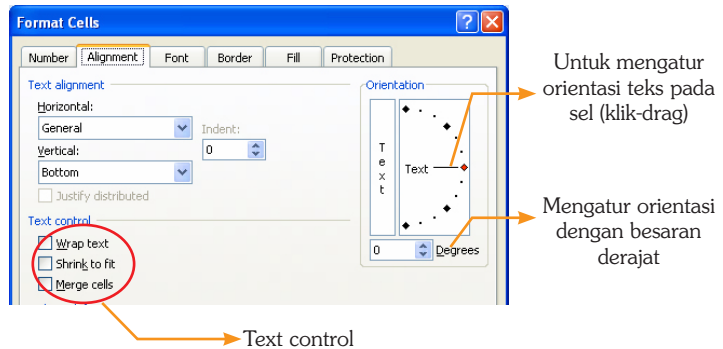 Format Cells
Number Alignment Font Border Fill Protection
Text alignment
Horizontal:
General
Indent:
Vertical:
0
Bottom
Justify distributed
Text control
Wrap text
Shrink to fit
Merge cells
Orientation
Text
Text
0 Degrees
Untuk mengatur
orientasi teks pada
sel (klik-drag)
Mengatur orientasi
dengan besaran
derajat
Text control